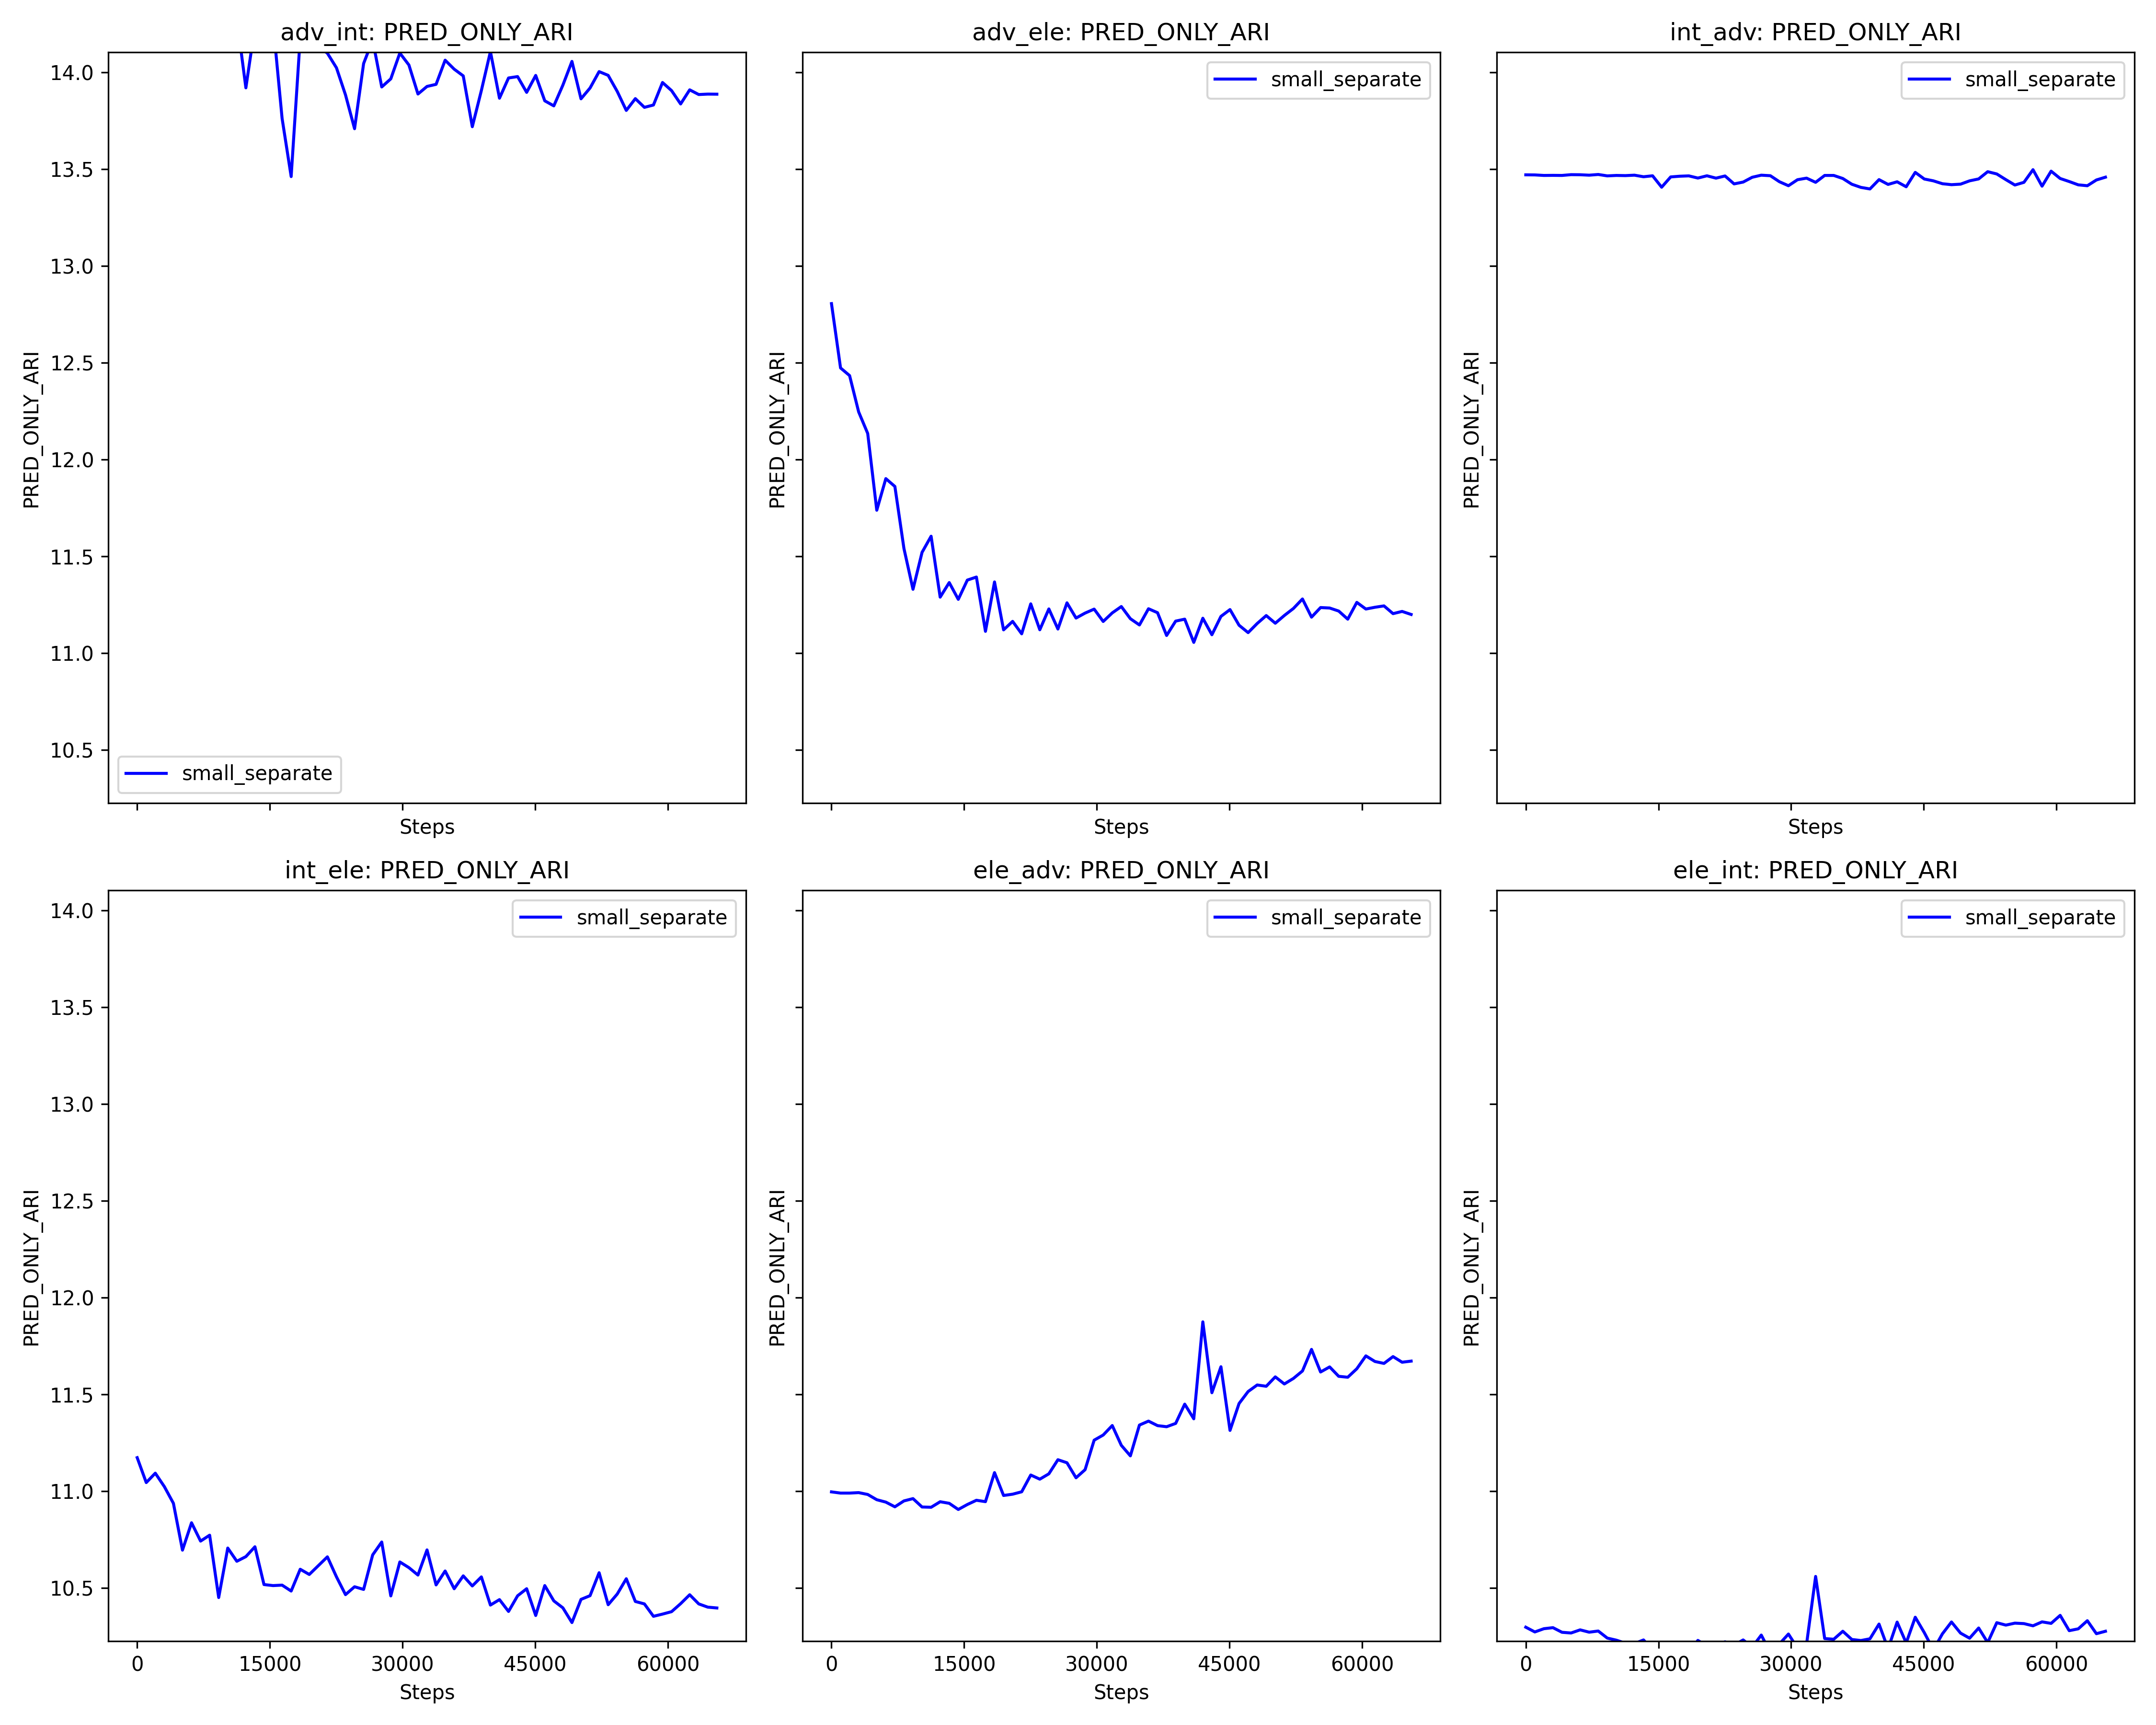 adv_int: PRED_ONLY_ARI
adv_ele: PRED_ONLY_ARI
int_adv: PRED_ONLY_ARI
14.0
13.5
13.0
12.5
12.0
11.5
11.0
10.5
PRED_ONLY_ARI
PRED_ONLY_ARI
PRED_ONLY_ARI
small_separate
small_separate
small_separate
Steps
Steps
Steps
int_ele: PRED_ONLY_ARI
ele_adv: PRED_ONLY_ARI
ele_int: PRED_ONLY_ARI
14.0
13.5
13.0
12.5
12.0
11.5
11.0
10.5
PRED_ONLY_ARI
PRED_ONLY_ARI
PRED_ONLY_ARI
small_separate
small_separate
small_separate
0 15000 30000 45000 60000
0 15000 30000 45000 60000
0 15000 30000 45000 60000
Steps
Steps
Steps